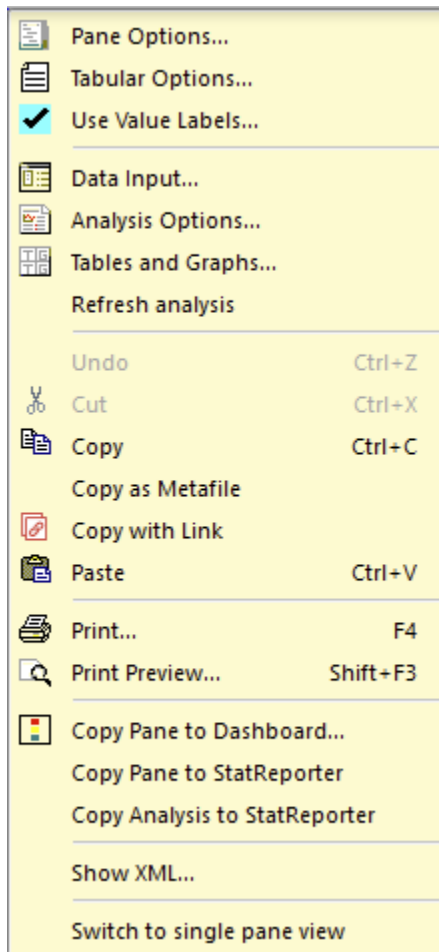 Pane Options...
Tabular Options...
Use Value Labels...
Data Input...
Analysis Options...
Tables and Graphs...
Refresh analysis
Undo Ctrl+Z
Cut Ctrl+X
Copy Ctrl+C
Copy as Metafile
Copy with Link
Paste Ctrl+V
Print... F4
Print Preview... Shift+F3
Copy Pane to Dashboard...
Copy Pane to StatReporter
Copy Analysis to StatReporter
Show XML...
Switch to single pane view